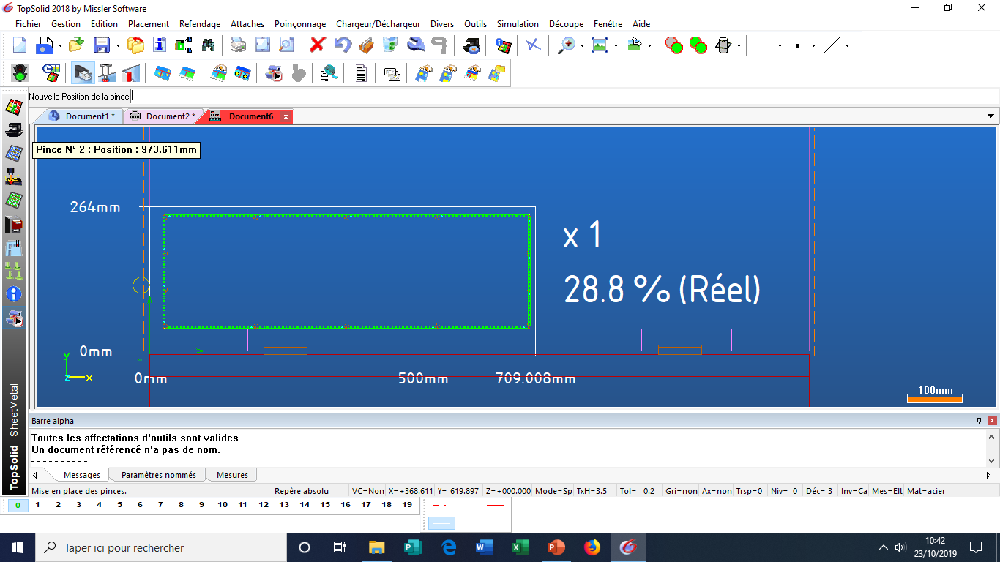 TopSolid 2018 by Missler Software
Fichier Gestion Edition Placement Refendage Attaches Poinçonnage Chargeur/Déchargeur Divers Outils Simulation Découpe Fenêtre Aide
Nouvelle Position de la pince
Document1 * Document2 * Document6
Pince N° 2 : Position : 973.611mm
264mm
x 1
28.8 % (Réel)
0mm
Y
Z X
0mm 500mm 709.008mm
100mm
TopSolid ' SheetMetal
Barre alpha
Toutes les affectations d'outils sont valides
Un document référencé n'a pas de nom.
----------
Messages Paramètres nommés Mesures
Mise en place des pinces. Repère absolu VC=Non X=+368.611 Y=-619.897 Z=+000.000 Mode=Sp TxH=3.5 Tol= 0.2 Gri=non Ax=non Trsp=0 Niv= 0 Déc= 3 Inv=Ca Mes=Elt Mat=acier
0 1 2 3 4 5 6 7 8 9 10 11 12 13 14 15 16 17 18 19
Taper ici pour rechercher
10:42
23/10/2019